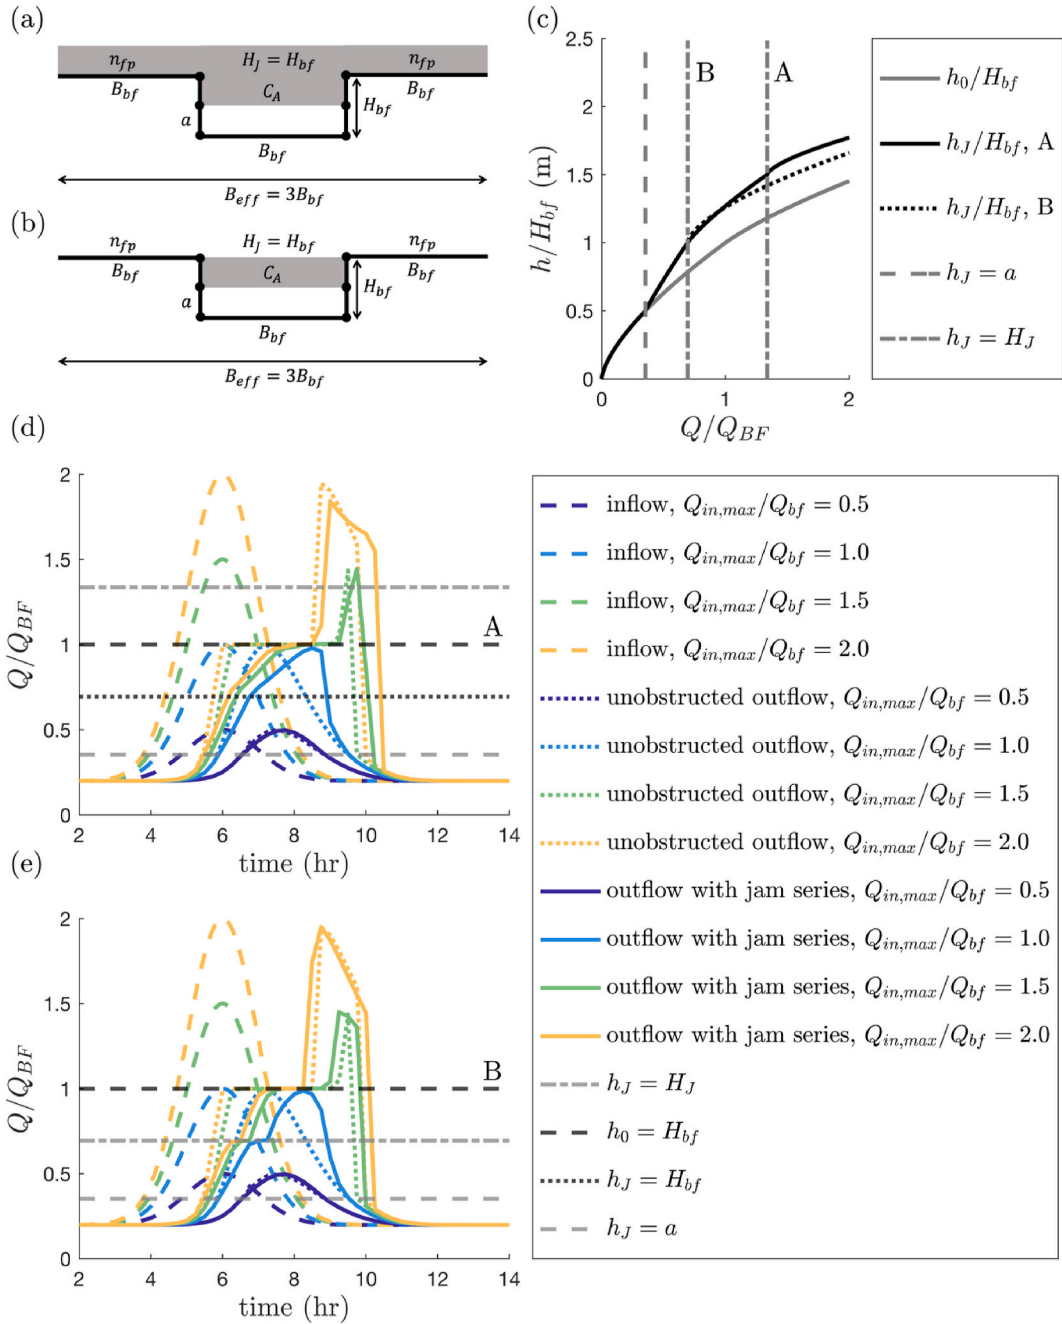 (a)
n_fp H_J = H_bf n_fp
B_bf C_A H_bf B_bf
a
B_bf
B_eff = 3B_bf
(b)
n_fp H_J = H_bf n_fp
B_bf C_A H_bf B_bf
a
B_bf
B_eff = 3B_bf
(c)
2.5
2
1.5
1
0.5
0
h/H_bf (m)
B A
0 1 2
Q/Q_BF
h_0/H_bf
h_J/H_bf, A
h_J/H_bf, B
h_J = a
h_J = H_J
(d)
2
1.5
1
0.5
0
Q/Q_BF
A
2 4 6 8 10 12 14
time (hr)
(e)
2
1.5
1
0.5
0
Q/Q_BF
B
2 4 6 8 10 12 14
time (hr)
inflow, Q_in,max/Q_bf = 0.5
inflow, Q_in,max/Q_bf = 1.0
inflow, Q_in,max/Q_bf = 1.5
inflow, Q_in,max/Q_bf = 2.0
unobstructed outflow, Q_in,max/Q_bf = 0.5
unobstructed outflow, Q_in,max/Q_bf = 1.0
unobstructed outflow, Q_in,max/Q_bf = 1.5
unobstructed outflow, Q_in,max/Q_bf = 2.0
outflow with jam series, Q_in,max/Q_bf = 0.5
outflow with jam series, Q_in,max/Q_bf = 1.0
outflow with jam series, Q_in,max/Q_bf = 1.5
outflow with jam series, Q_in,max/Q_bf = 2.0
h_J = H_J
h_0 = H_bf
h_J = H_bf
h_J = a